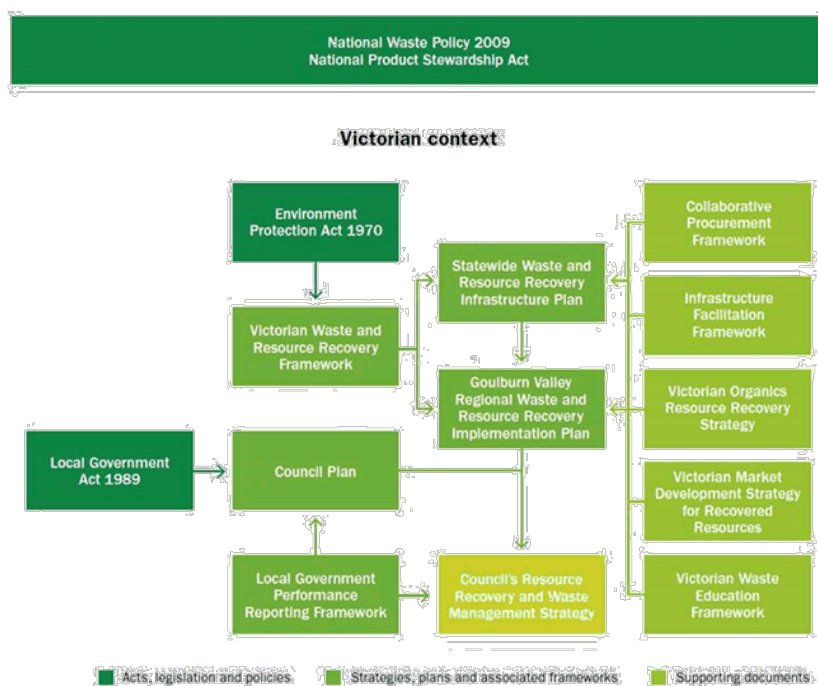 National Waste Policy 2009
National Product Stewardship Act
Victorian context
Environment
Protection Act 1970
Victorian Waste and
Resource Recovery
Framework
Local Government
Act 1989
Council Plan
Local Government
Performance
Reporting Framework
Statewide Waste and
Resource Recovery
Infrastructure Plan
Goulburn Valley
Regional Waste and
Resource Recovery
Implementation Plan
Council's Resource
Recovery and Waste
Management Strategy
Collaborative
Procurement
Framework
Infrastructure
Facilitation
Framework
Victorian Organics
Resource Recovery
Strategy
Victorian Market
Development Strategy
for Recovered
Resources
Victorian Waste
Education
Framework
Acts, legislation and policies
Strategies, plans and associated frameworks
Supporting documents